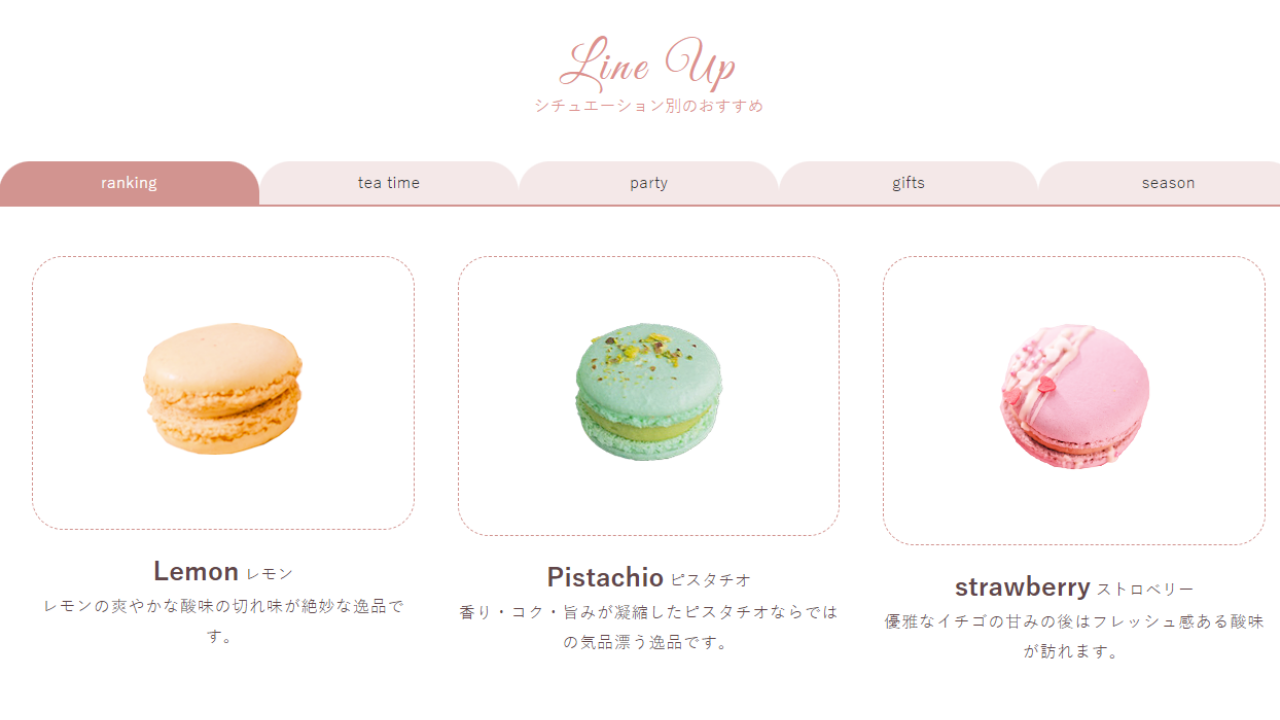 Line Up
シチュエーション別のおすすめ
ranking
tea time
party
gifts
season
Lemon レモン
レモンの爽やかな酸味の切れ味が絶妙な逸品で
す。
Pistachio ピスタチオ
香り・コク・旨みが凝縮したピスタチオならでは
の気品漂う逸品です。
strawberry ストロベリー
優雅なイチゴの甘みの後はフレッシュ感ある酸味
が訪れます。